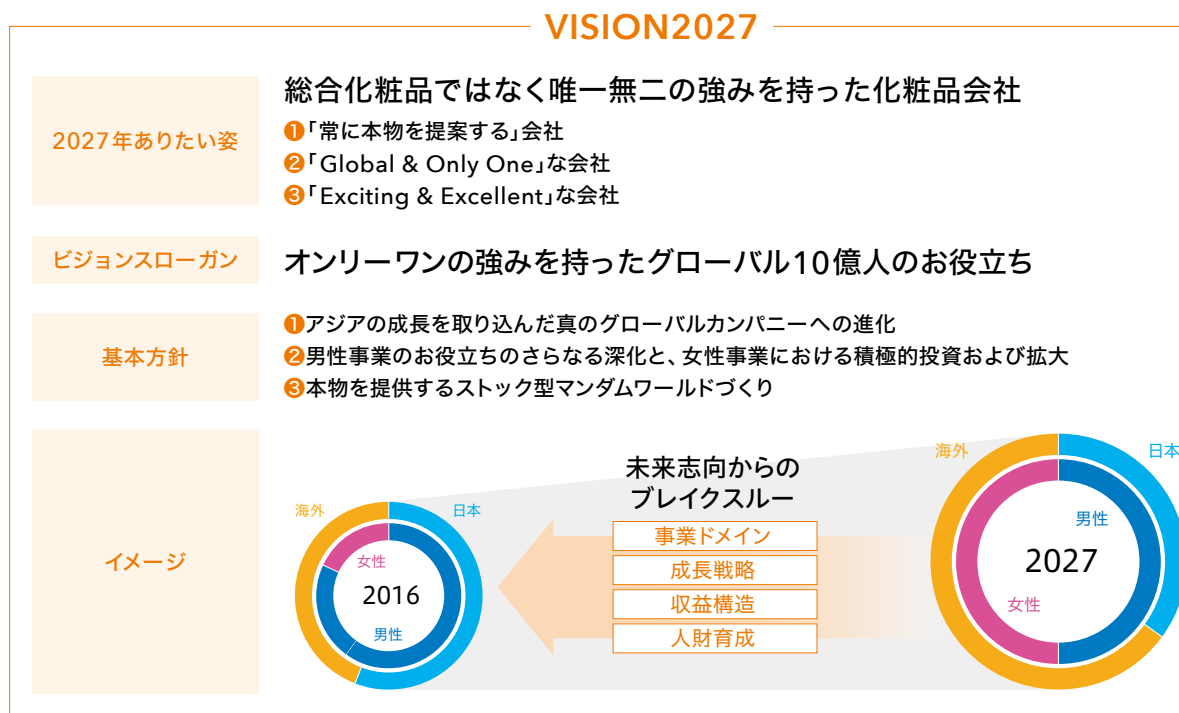 VISION2027
2027年ありたい姿
総合化粧品ではなく唯一無二の強みを持った化粧品会社
❶「常に本物を提案する」会社
❷「Global & Only One」な会社
❸「Exciting & Excellent」な会社
ビジョンスローガン
オンリーワンの強みを持ったグローバル10億人のお役立ち
基本方針
❶アジアの成長を取り込んだ真のグローバルカンパニーへの進化
❷男性事業のお役立ちのさらなる深化と、女性事業における積極的投資および拡大
❸本物を提供するストック型マンダムワールドづくり
イメージ
海外
日本
女性
2016
男性
未来志向からの
ブレイクスルー
事業ドメイン
成長戦略
収益構造
人財育成
海外
日本
男性
2027
女性